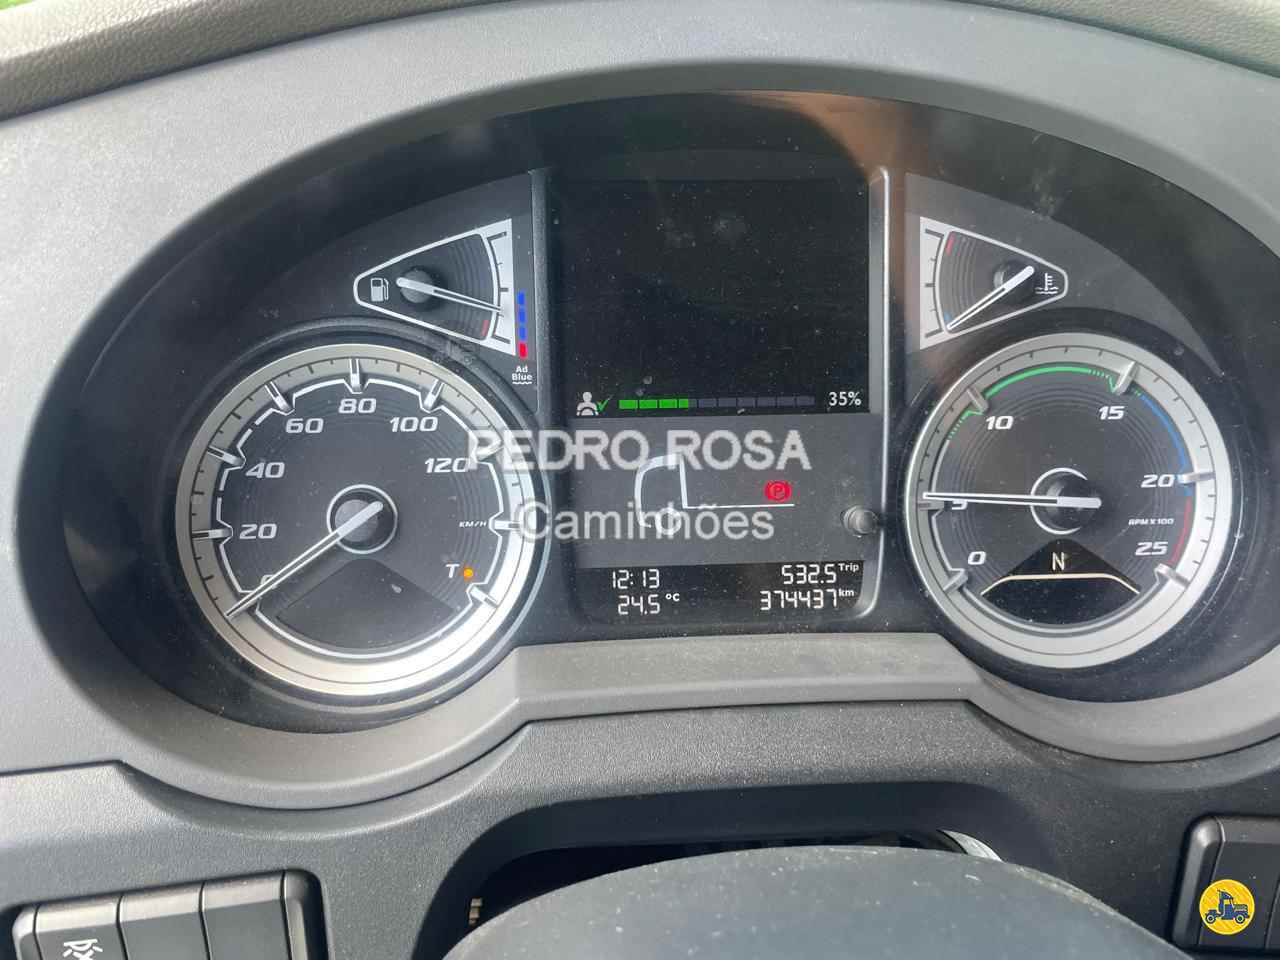 Ad
Blue
35%
20
40
60
80
100
120
KM/H
T
PEDRO ROSA
Caminhões
P
12:13
532.5 Trip
24.5 °C
374437 km
0
5
10
15
20
25
RPM X 100
N